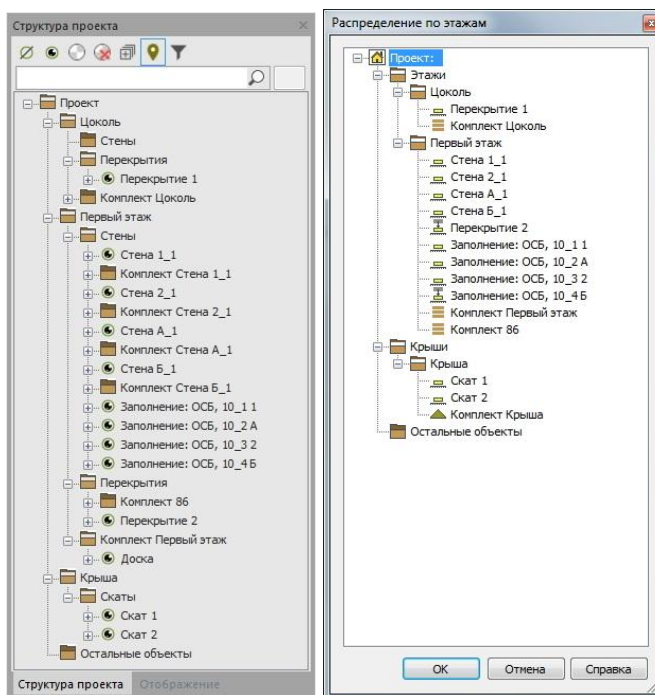 Структура проекта
Проект
Цоколь
Стены
Перекрытия
Перекрытие 1
Комплект Цоколь
Первый этаж
Стены
Стена 1_1
Комплект Стена 1_1
Стена 2_1
Комплект Стена 2_1
Стена А_1
Комплект Стена А_1
Стена Б_1
Комплект Стена Б_1
Заполнение: ОСБ, 10_1 1
Заполнение: ОСБ, 10_2 А
Заполнение: ОСБ, 10_3 2
Заполнение: ОСБ, 10_4 Б
Перекрытия
Комплект 86
Перекрытие 2
Комплект Первый этаж
Доска
Крыша
Скаты
Скат 1
Скат 2
Остальные объекты
Структура проекта Отображение
Распределение по этажам
Проект:
Этажи
Цоколь
Перекрытие 1
Комплект Цоколь
Первый этаж
Стена 1_1
Стена 2_1
Стена А_1
Стена Б_1
Перекрытие 2
Заполнение: ОСБ, 10_1 1
Заполнение: ОСБ, 10_2 А
Заполнение: ОСБ, 10_3 2
Заполнение: ОСБ, 10_4 Б
Комплект Первый этаж
Комплект 86
Крыши
Крыша
Скат 1
Скат 2
Комплект Крыша
Остальные объекты
ОК Отмена Справка